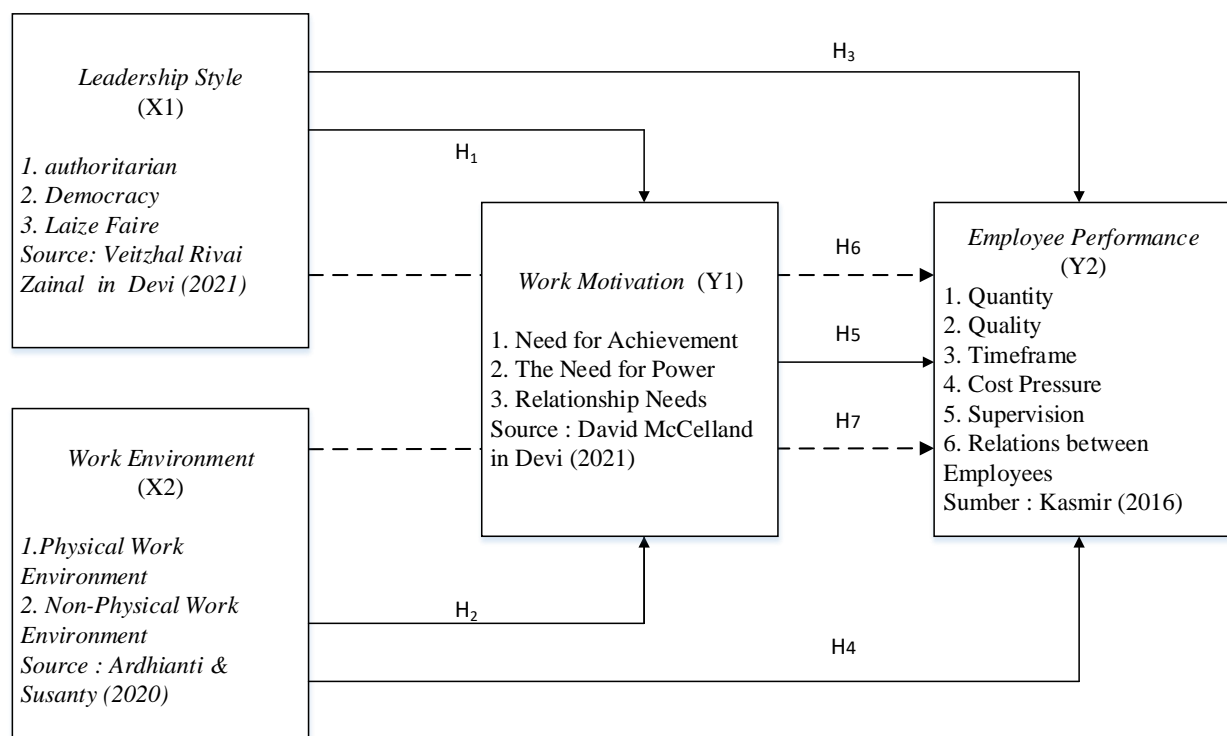 Leadership Style
(X1)
1. authoritarian
2. Democracy
3. Laize Faire
Source: Veitzhal Rivai
Zainal in Devi (2021)
Work Environment
(X2)
1.Physical Work
Environment
2. Non-Physical Work
Environment
Source : Ardhianti &
Susanty (2020)
H₁
H₂
Work Motivation (Y1)
1. Need for Achievement
2. The Need for Power
3. Relationship Needs
Source : David McCelland
in Devi (2021)
H₃
H6
H5
H7
H4
Employee Performance
(Y2)
1. Quantity
2. Quality
3. Timeframe
4. Cost Pressure
5. Supervision
6. Relations between
Employees
Sumber : Kasmir (2016)